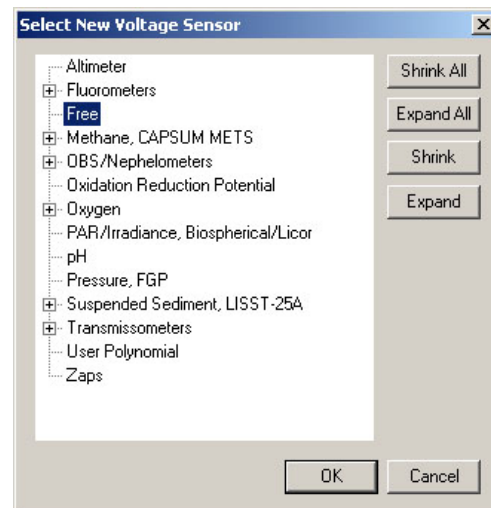 Select New Voltage Sensor
Altimeter
Fluorometers
Free
Methane, CAPSUM METS
OBS/Nephelometers
Oxidation Reduction Potential
Oxygen
PAR/Irradiance, Biospherical/Licor
pH
Pressure, FGP
Suspended Sediment, LISST-25A
Transmissometers
User Polynomial
Zaps
Shrink All
Expand All
Shrink
Expand
OK
Cancel